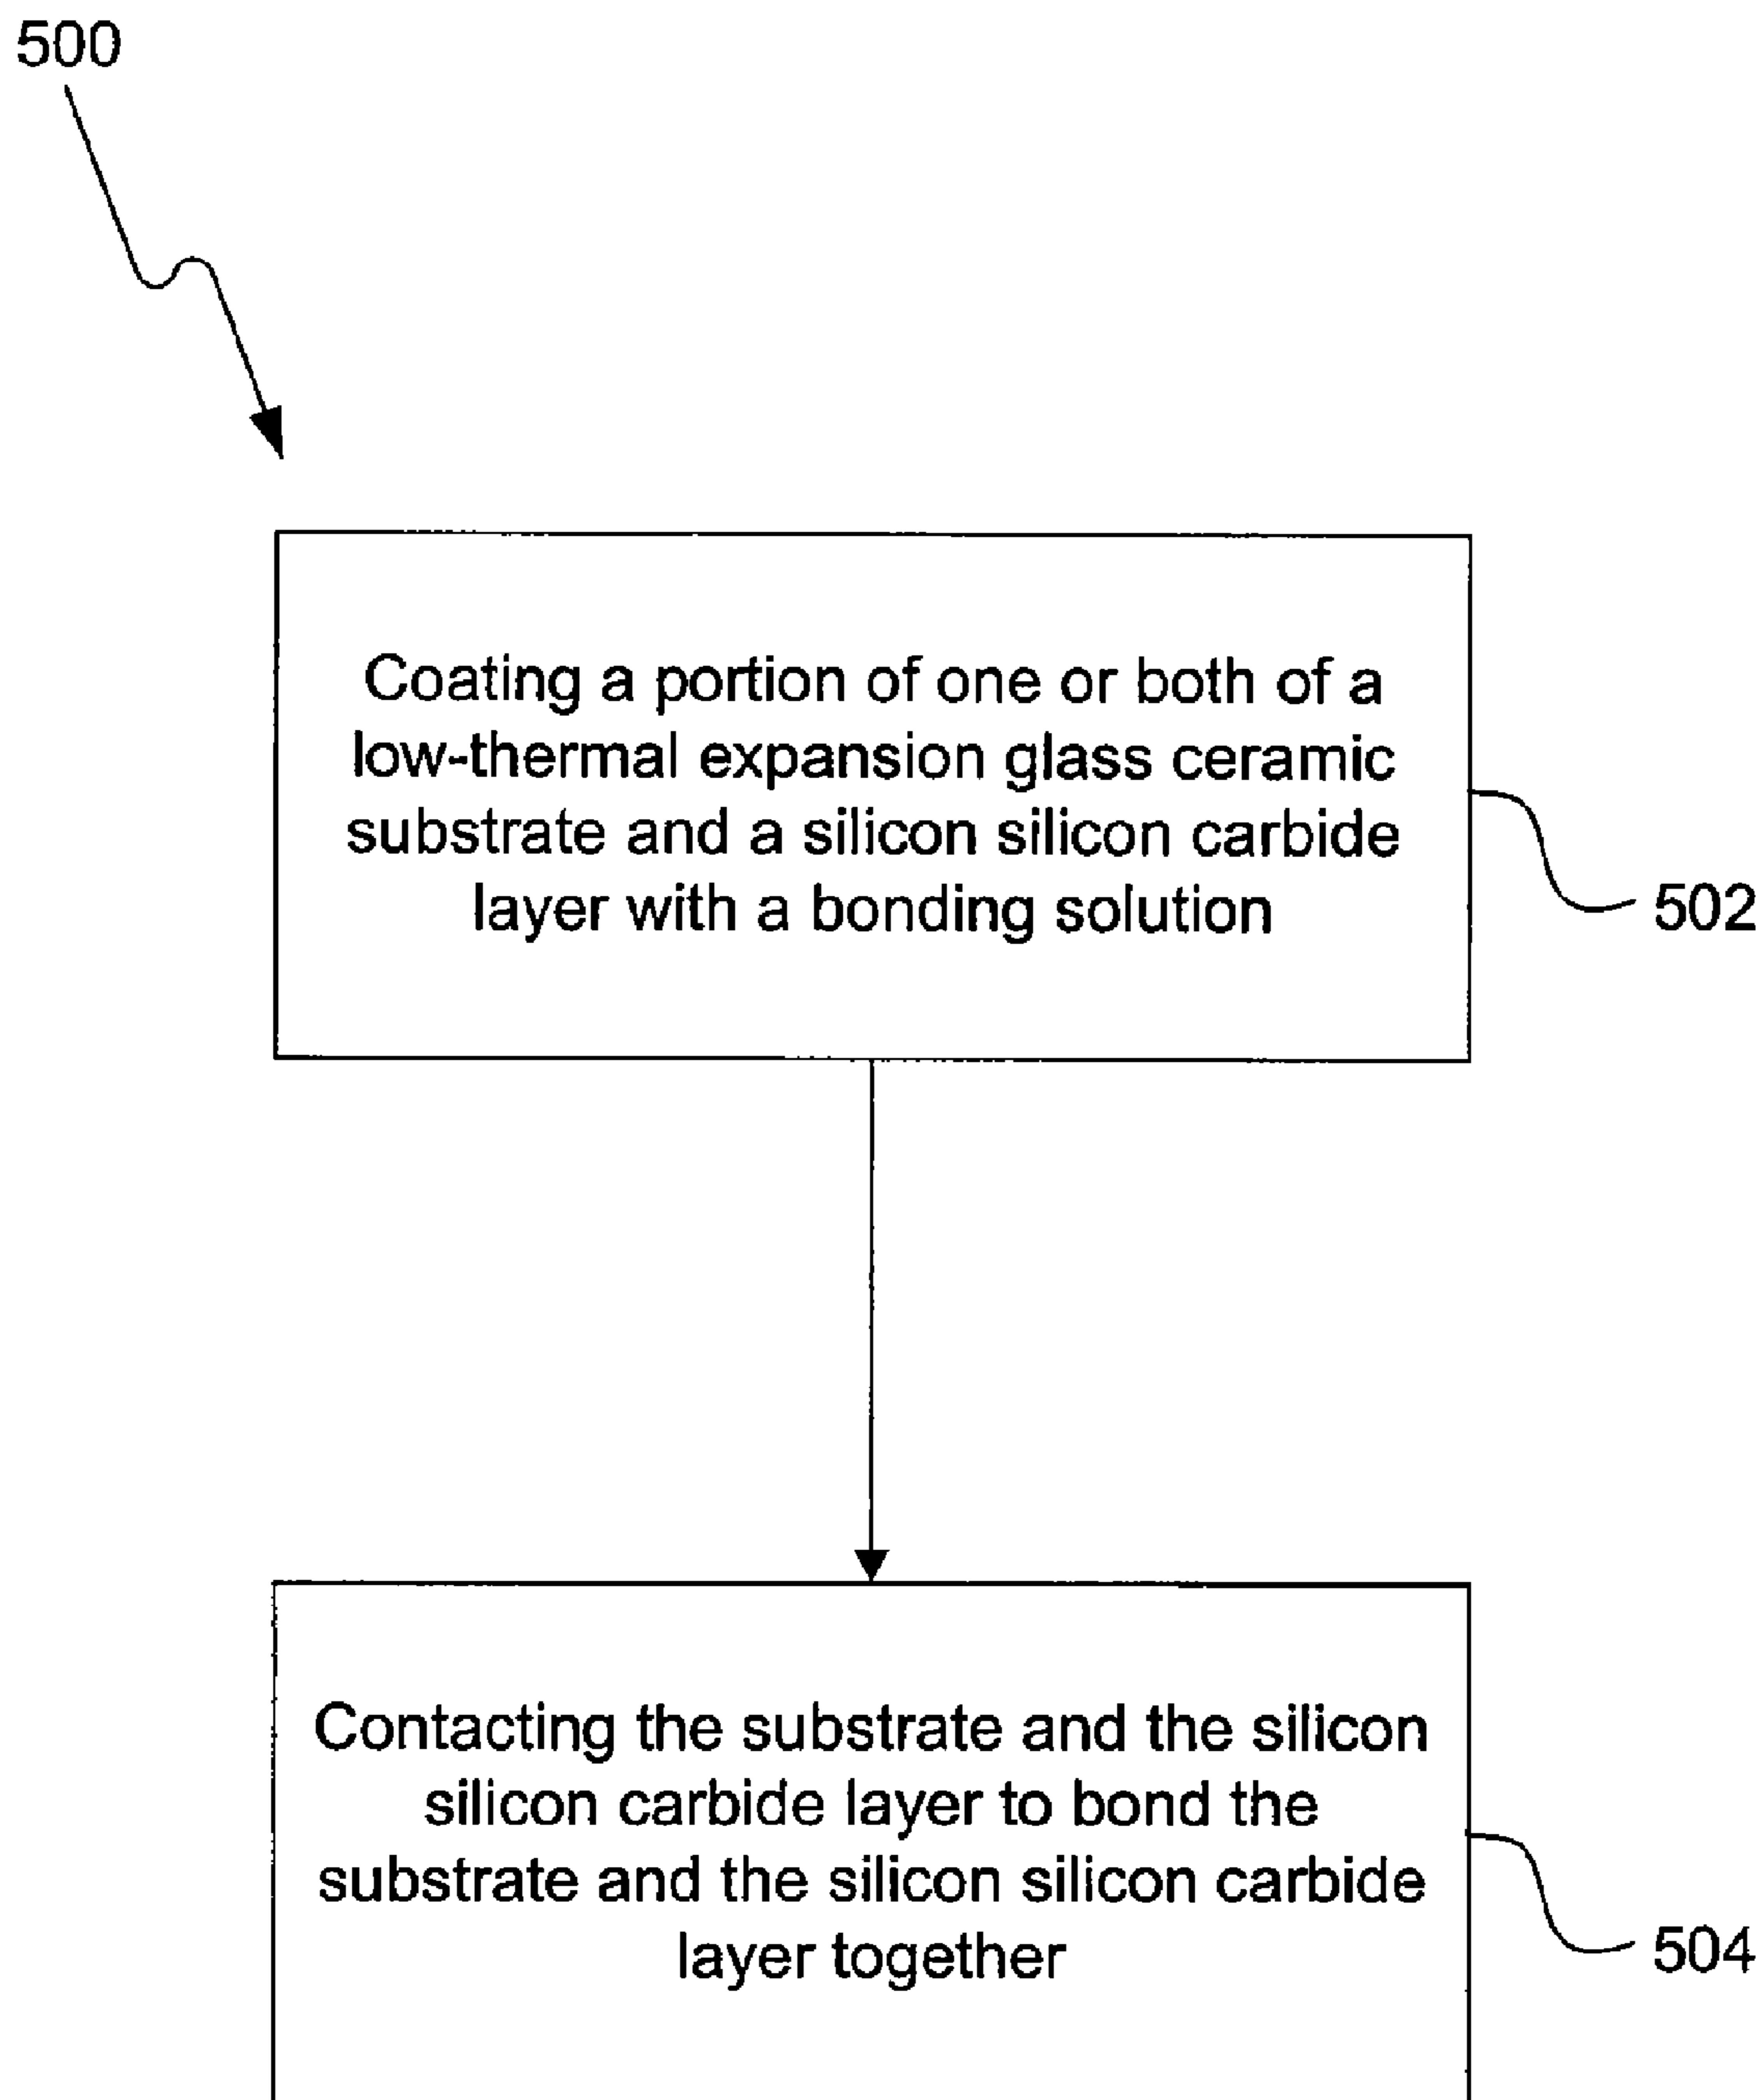 500
Coating a portion of one or both of a
low-thermal expansion glass ceramic
substrate and a silicon silicon carbide
layer with a bonding solution
502
Contacting the substrate and the silicon
silicon carbide layer to bond the
substrate and the silicon silicon carbide
layer together
504